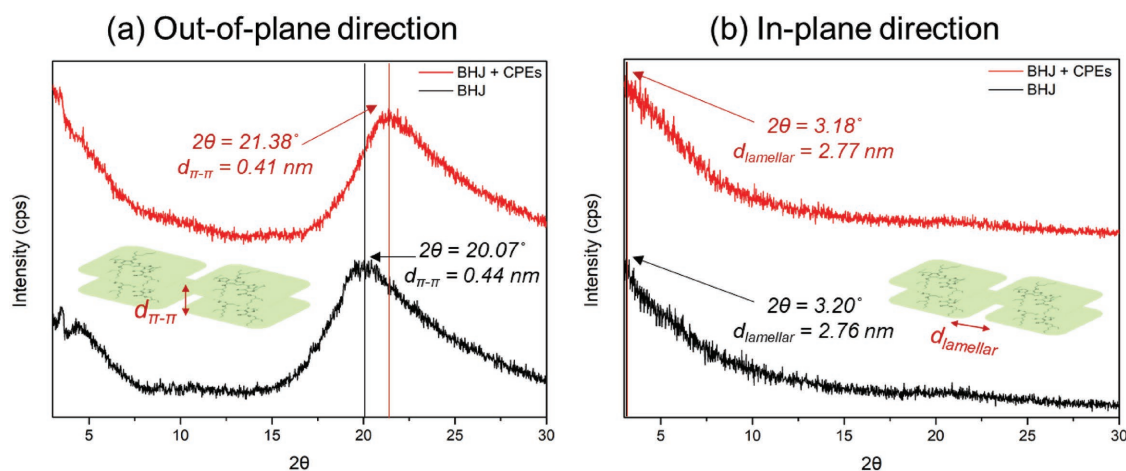 (a) Out-of-plane direction
BHJ + CPEs
BHJ
2θ = 21.38°
dπ-π = 0.41 nm
2θ = 20.07°
dπ-π = 0.44 nm
dπ-π
Intensity (cps)
5 10 15 20 25 30
2θ
(b) In-plane direction
BHJ + CPEs
BHJ
2θ = 3.18°
dlamellar = 2.77 nm
2θ = 3.20°
dlamellar = 2.76 nm
dlamellar
Intensity (cps)
5 10 15 20 25 30
2θ